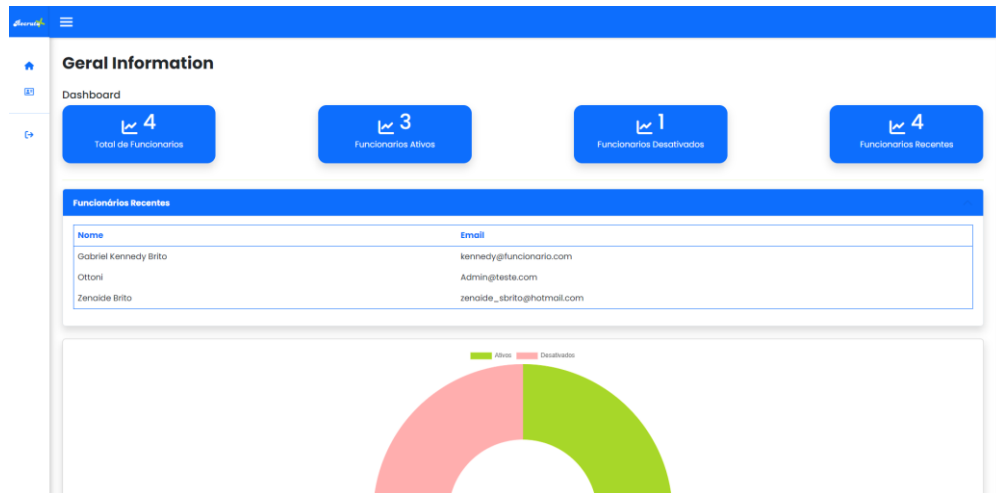 Geral Information
Dashboard
4
Total de Funcionarios
3
Funcionarios Ativos
1
Funcionarios Desativados
4
Funcionarios Recentes
Funcionários Recentes
Nome Email
Gabriel Kennedy Brito kennedy@funcionario.com
Ottoni Admin@teste.com
Zenaide Brito zenaide_sbrito@hotmail.com
Ativos Desativados